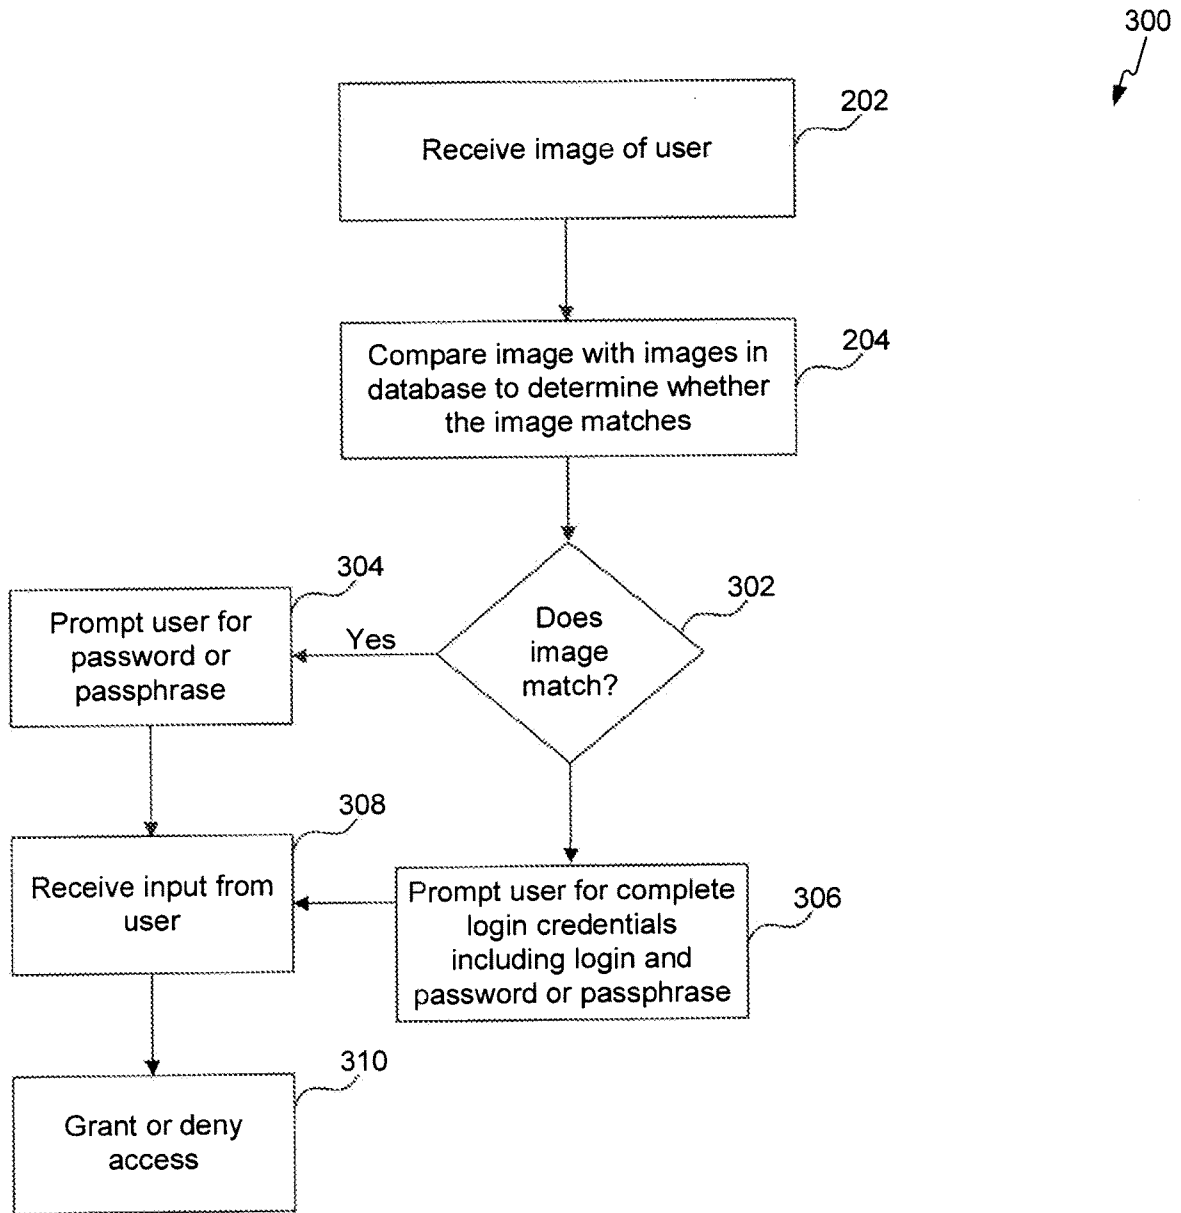 300
202
Receive image of user
204
Compare image with images in
database to determine whether
the image matches
302
Does
image
match?
Yes
304
Prompt user for
password or
passphrase
308
Receive input from
user
306
Prompt user for complete
login credentials
including login and
password or passphrase
310
Grant or deny
access